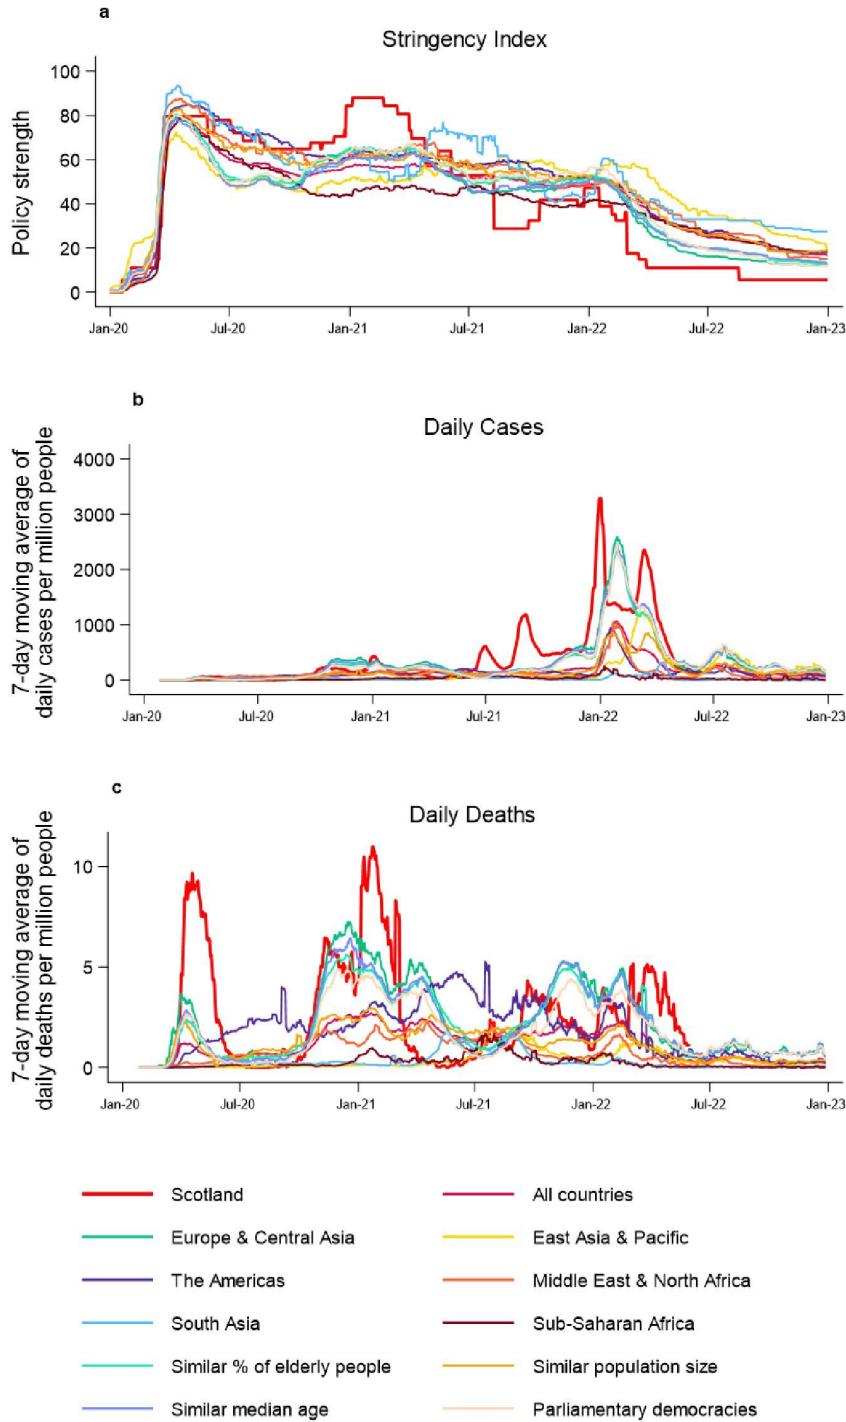 a
Stringency Index
Policy strength
100
80
60
40
20
0
Jan-20 Jul-20 Jan-21 Jul-21 Jan-22 Jul-22 Jan-23
b
Daily Cases
7-day moving average of
daily cases per million people
4000
3000
2000
1000
0
Jan-20 Jul-20 Jan-21 Jul-21 Jan-22 Jul-22 Jan-23
c
Daily Deaths
7-day moving average of
daily deaths per million people
10
5
0
Jan-20 Jul-20 Jan-21 Jul-21 Jan-22 Jul-22 Jan-23
Scotland All countries
Europe & Central Asia East Asia & Pacific
The Americas Middle East & North Africa
South Asia Sub-Saharan Africa
Similar % of elderly people Similar population size
Similar median age Parliamentary democracies